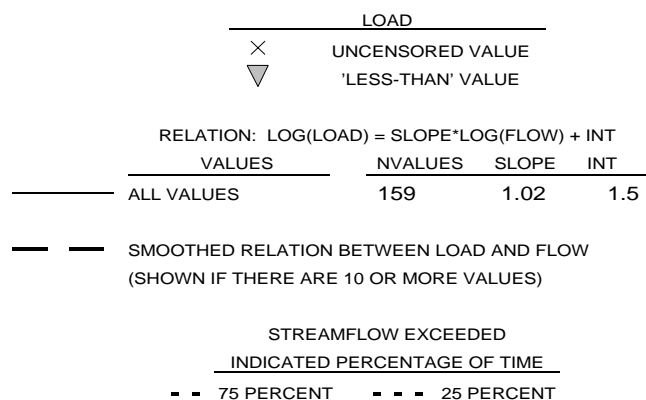 LOAD
UNCENSORED VALUE
'LESS-THAN' VALUE
RELATION: LOG(LOAD) = SLOPE*LOG(FLOW) + INT
VALUES NVALUES SLOPE INT
ALL VALUES 159 1.02 1.5
SMOOTHED RELATION BETWEEN LOAD AND FLOW
(SHOWN IF THERE ARE 10 OR MORE VALUES)
STREAMFLOW EXCEEDED
INDICATED PERCENTAGE OF TIME
75 PERCENT 25 PERCENT